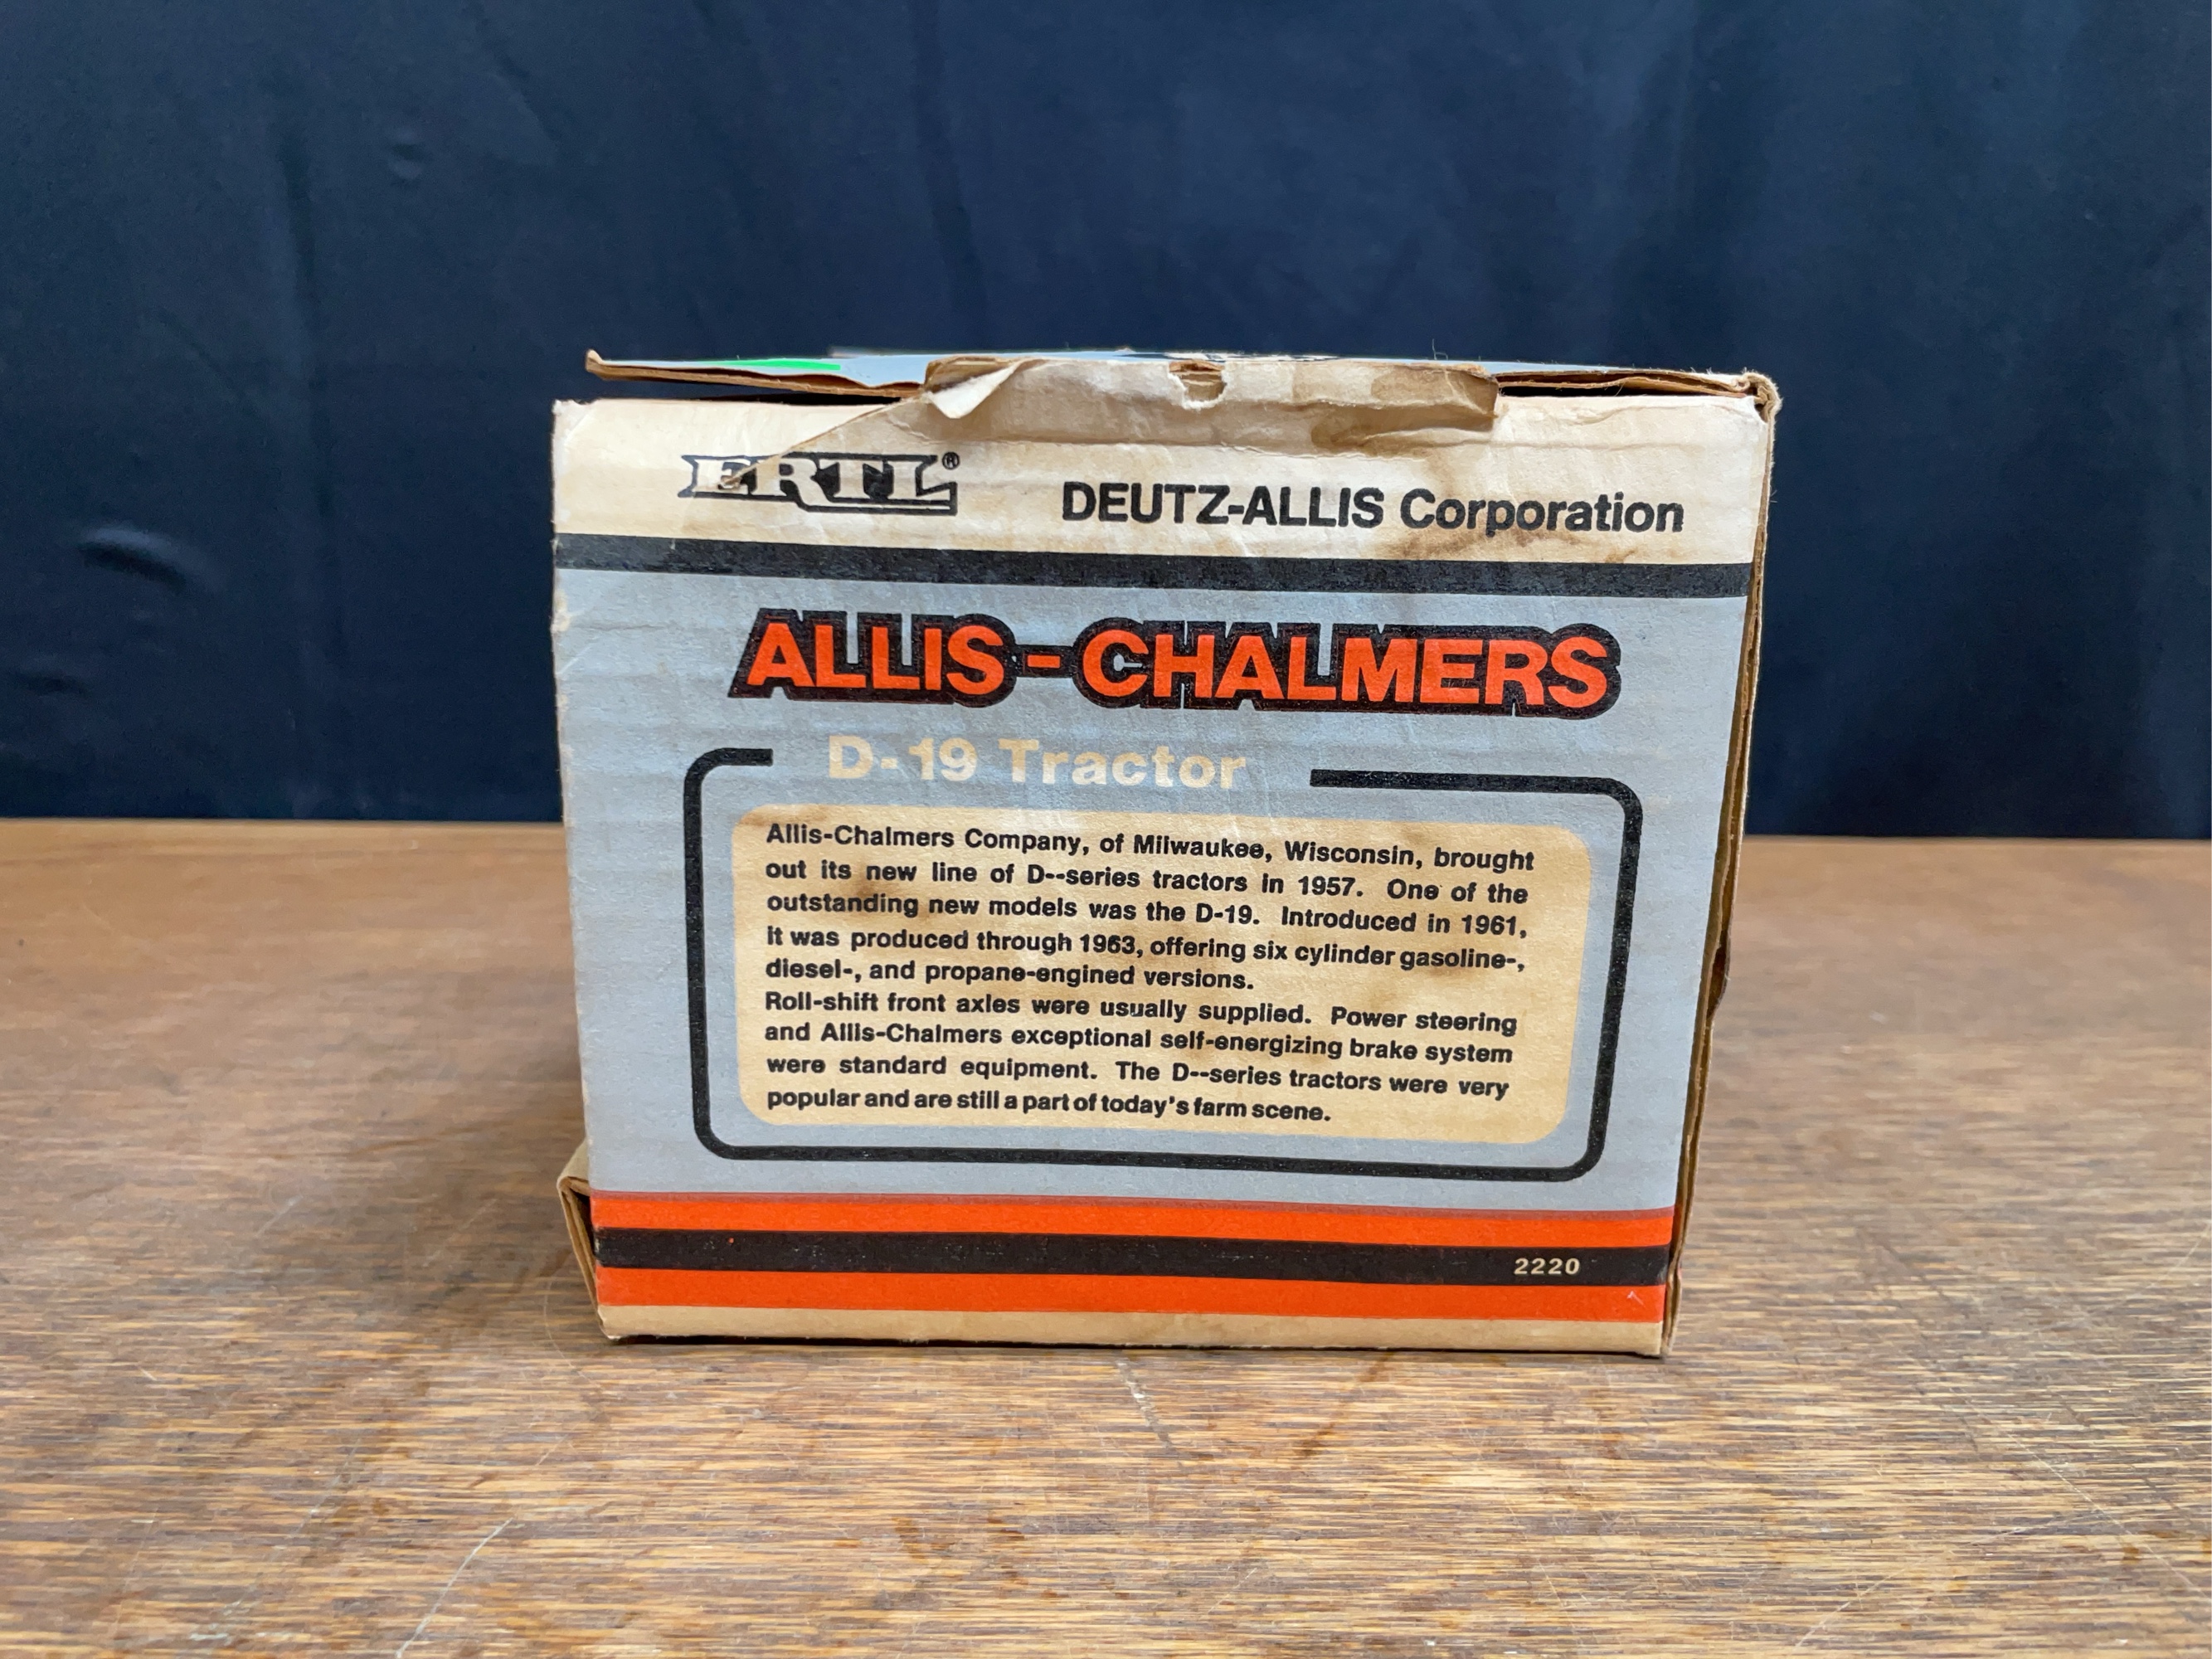 ERTL®
DEUTZ-ALLIS Corporation
ALLIS-CHALMERS
D-19 Tractor
Allis-Chalmers Company, of Milwaukee, Wisconsin, brought
out its new line of D--series tractors in 1957. One of the
outstanding new models was the D-19. Introduced in 1961,
it was produced through 1963, offering six cylinder gasoline-,
diesel-, and propane-engined versions.
Roll-shift front axles were usually supplied. Power steering
and Allis-Chalmers exceptional self-energizing brake system
were standard equipment. The D--series tractors were very
popular and are still a part of today's farm scene.
2220